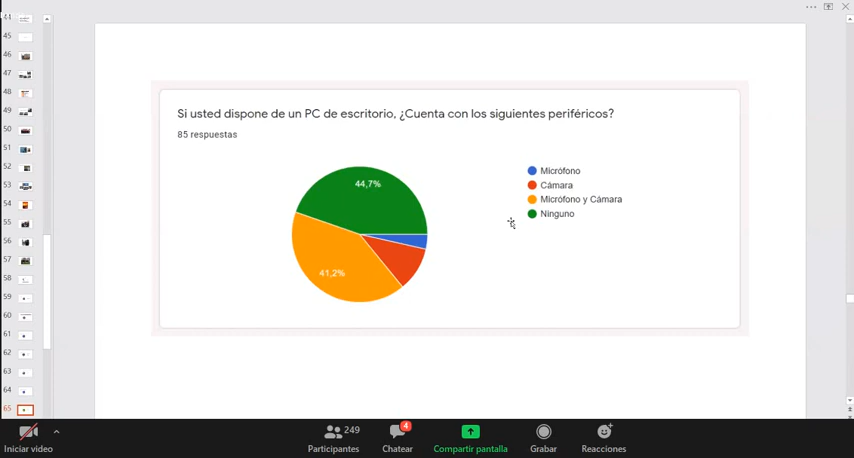 44
45
46
47
48
49
50
51
52
53
54
55
56
57
58
59
60
61
62
63
64
65
Si usted dispone de un PC de escritorio, ¿Cuenta con los siguientes periféricos?
85 respuestas
44,7%
41,2%
Micrófono
Cámara
Micrófono y Cámara
Ninguno
249
4
Iniciar video
Participantes
Chatear
Compartir pantalla
Grabar
Reacciones